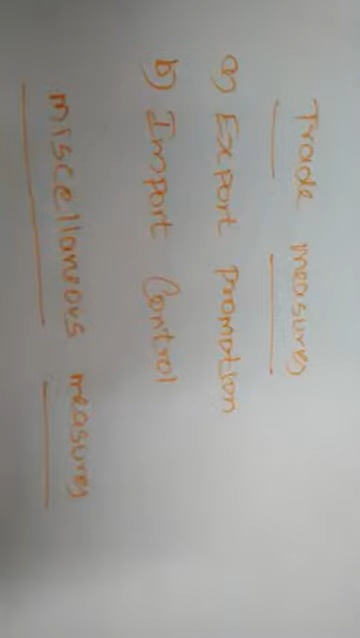 Trade measures
a) Export promotion
b) Import Control
miscellaneous measures